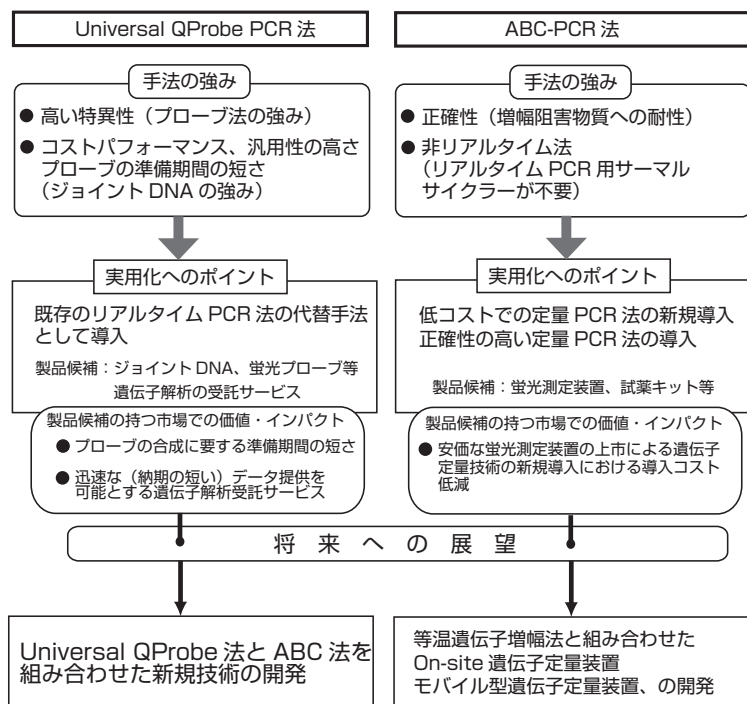 Universal QProbe PCR 法
手法の強み
● 高い特異性（プローブ法の強み）
● コストパフォーマンス、汎用性の高さ
プローブの準備期間の短さ
（ジョイント DNA の強み）
実用化へのポイント
既存のリアルタイム PCR 法の代替手法
として導入
製品候補：ジョイント DNA、蛍光プローブ等
遺伝子解析の受託サービス
製品候補の持つ市場での価値・インパクト
● プローブの合成に要する準備期間の短さ
● 迅速な（納期の短い）データ提供を
可能とする遺伝子解析受託サービス
ABC-PCR 法
手法の強み
● 正確性（増幅阻害物質への耐性）
● 非リアルタイム法
（リアルタイム PCR 用サーマル
サイクラーが不要）
実用化へのポイント
低コストでの定量 PCR 法の新規導入
正確性の高い定量 PCR 法の導入
製品候補：蛍光測定装置、試薬キット等
製品候補の持つ市場での価値・インパクト
● 安価な蛍光測定装置の上市による遺伝子
定量技術の新規導入における導入コスト
低減
将来への展望
Universal QProbe 法と ABC 法を
組み合わせた新規技術の開発
等温遺伝子増幅法と組み合わせた
On-site 遺伝子定量装置
モバイル型遺伝子定量装置、の開発